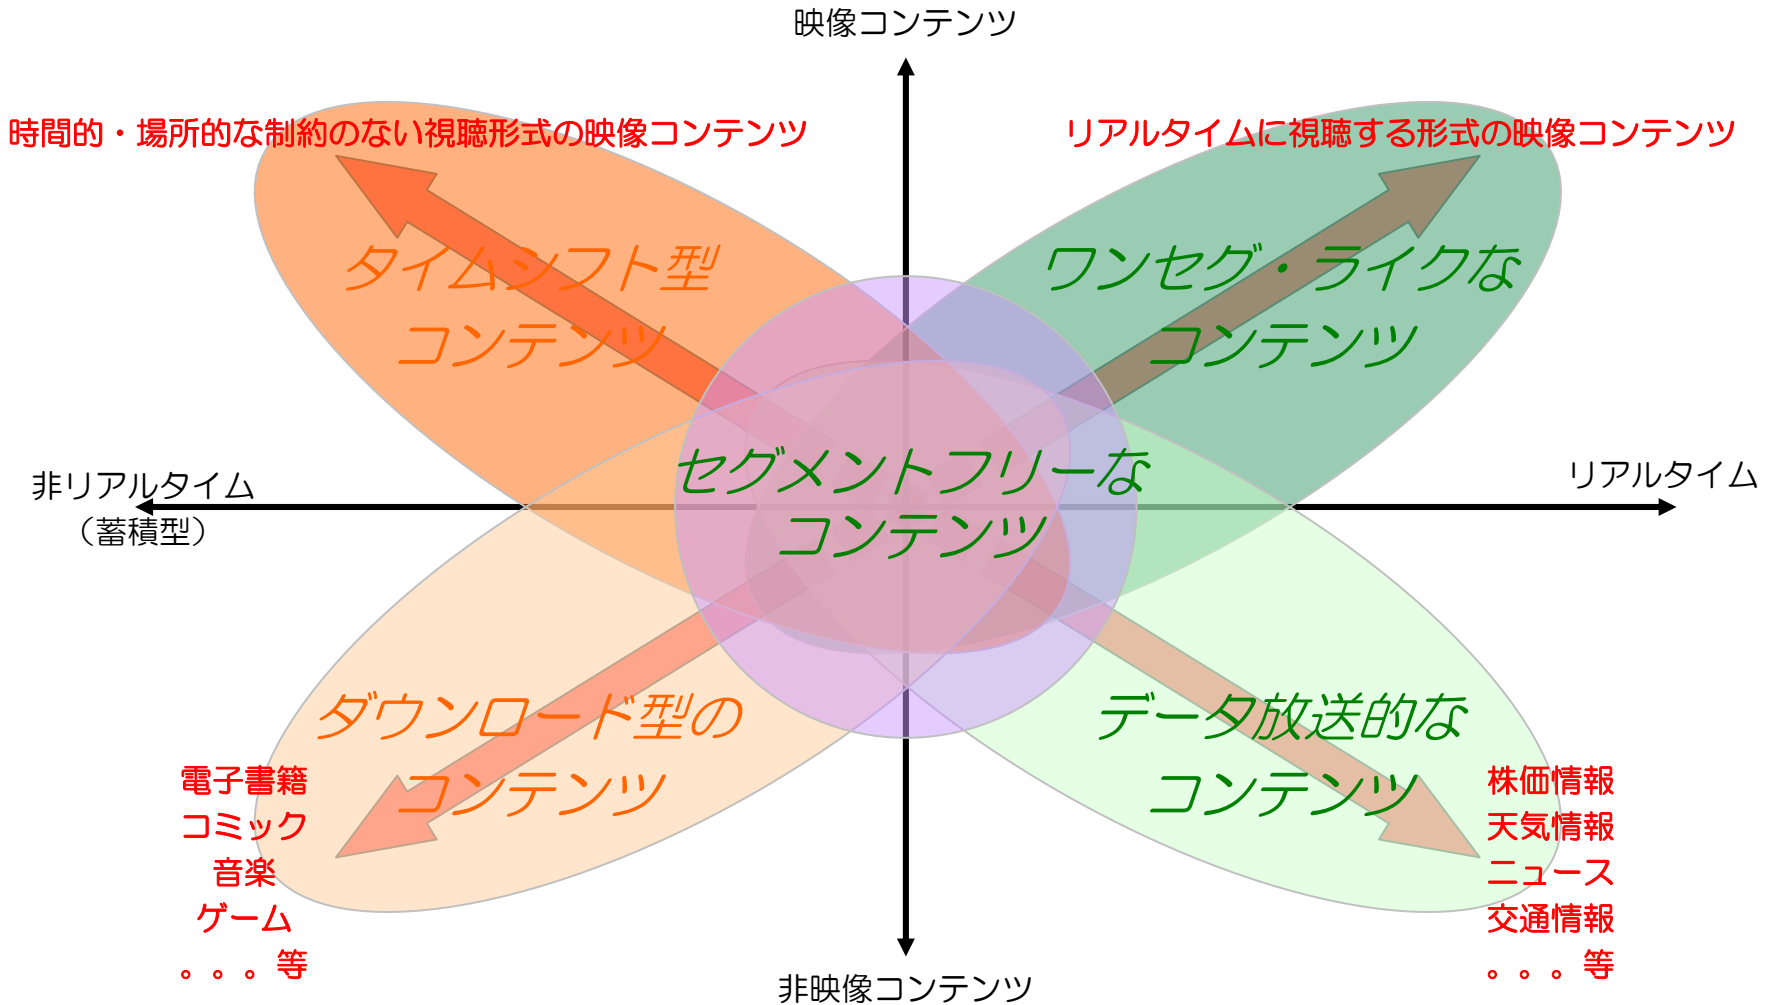 映像コンテンツ
時間的・場所的な制約のない視聴形式の映像コンテンツ
リアルタイムに視聴する形式の映像コンテンツ
タイムシフト型
コンテンツ
ワンセグ・ライクな
コンテンツ
非リアルタイム
（蓄積型）
セグメントフリーな
コンテンツ
リアルタイム
ダウンロード型の
コンテンツ
データ放送的な
コンテンツ
電子書籍
コミック
音楽
ゲーム
。。。等
株価情報
天気情報
ニュース
交通情報
。。。等
非映像コンテンツ